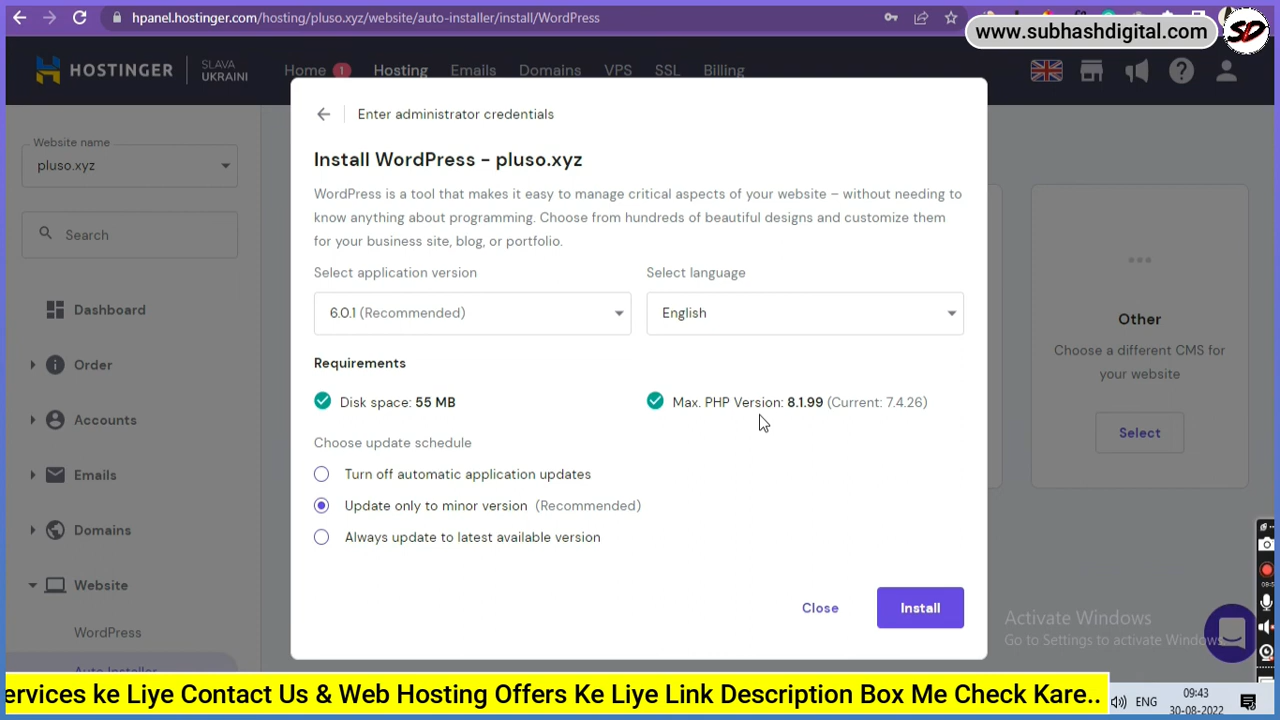 hpanel.hostinger.com/hosting/pluso.xyz/website/auto-installer/install/WordPress
www.subhashdigital.com
SD
HOSTINGER
SLAVA
UKRAINI
Home 1 Hosting Emails Domains VPS SSL Billing
Website name
pluso.xyz
Search
Dashboard
Order
Accounts
Emails
Domains
Website
WordPress
Auto Installer
Enter administrator credentials
Install WordPress - pluso.xyz
WordPress is a tool that makes it easy to manage critical aspects of your website – without needing to
know anything about programming. Choose from hundreds of beautiful designs and customize them
for your business site, blog, or portfolio.
Select application version
6.0.1 (Recommended)
Select language
English
Requirements
Disk space: 55 MB
Max. PHP Version: 8.1.99 (Current: 7.4.26)
Choose update schedule
Turn off automatic application updates
Update only to minor version (Recommended)
Always update to latest available version
Close
Install
Other
Choose a different CMS for
your website
Select
Activate Windows
Go to Settings to activate Windows.
ervices ke Liye Contact Us & Web Hosting Offers Ke Liye Link Description Box Me Check Kare..
ENG
09:43
30-08-2022